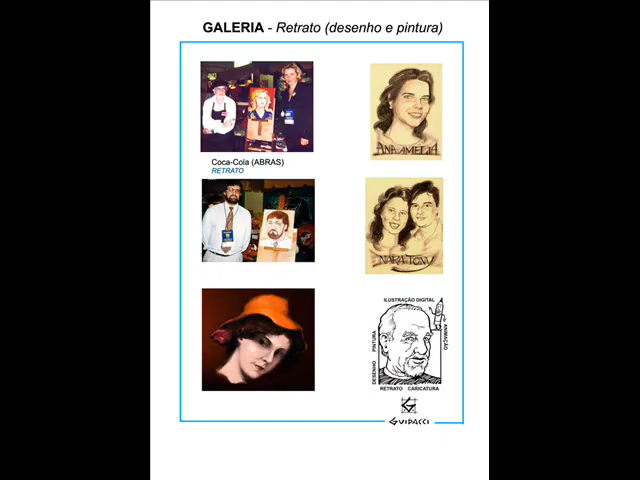 GALERIA - Retrato (desenho e pintura)
Coca-Cola (ABRAS)
RETRATO
ANA AMELIA
NARA TONY
ILUSTRAÇÃO DIGITAL
DESENHO PINTURA
ANIMAÇÃO
RETRATO CARICATURA
GUIDACCI